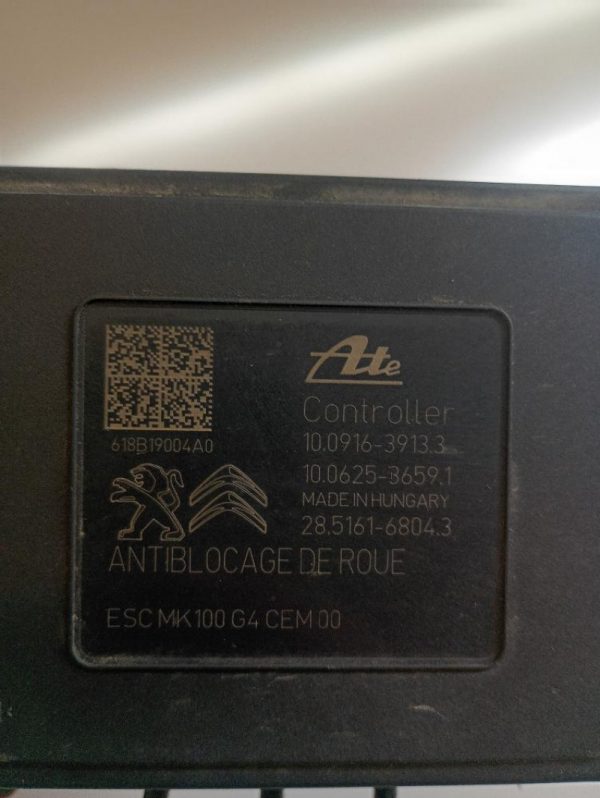 Ate
Controller
618B19004A0
10.0916-3913.3
10.0625-3659.1
MADE IN HUNGARY
28.5161-6804.3
ANTIBLOCAGE DE ROUE
ESC MK100 G4 CEM 00